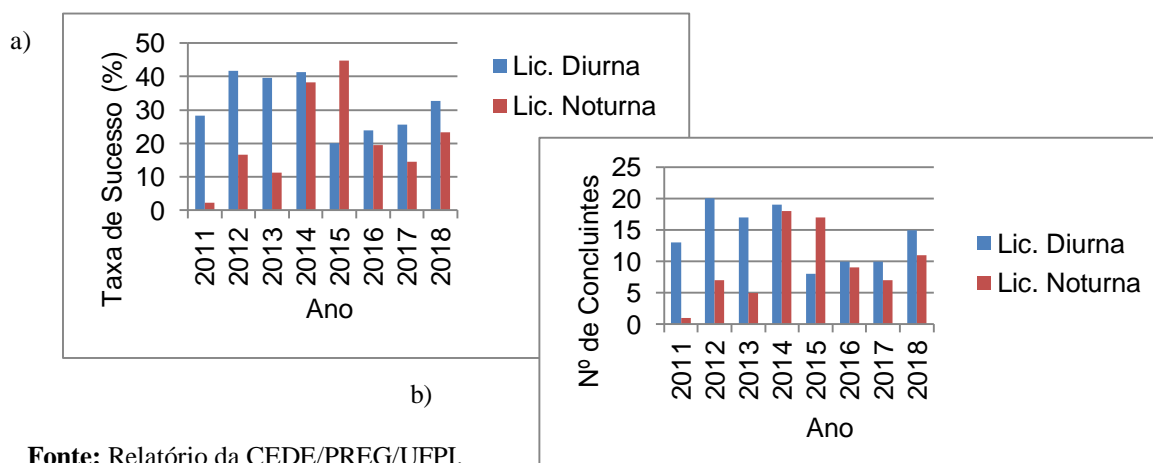 a)
Taxa de Sucesso (%)
50
40
30
20
10
0
2011
2012
2013
2014
2015
2016
2017
2018
Ano
Lic. Diurna
Lic. Noturna
b)
Nº de Concluintes
25
20
15
10
5
0
2011
2012
2013
2014
2015
2016
2017
2018
Ano
Lic. Diurna
Lic. Noturna
Fonte: Relatório da CEDE/PREG/UFPI.